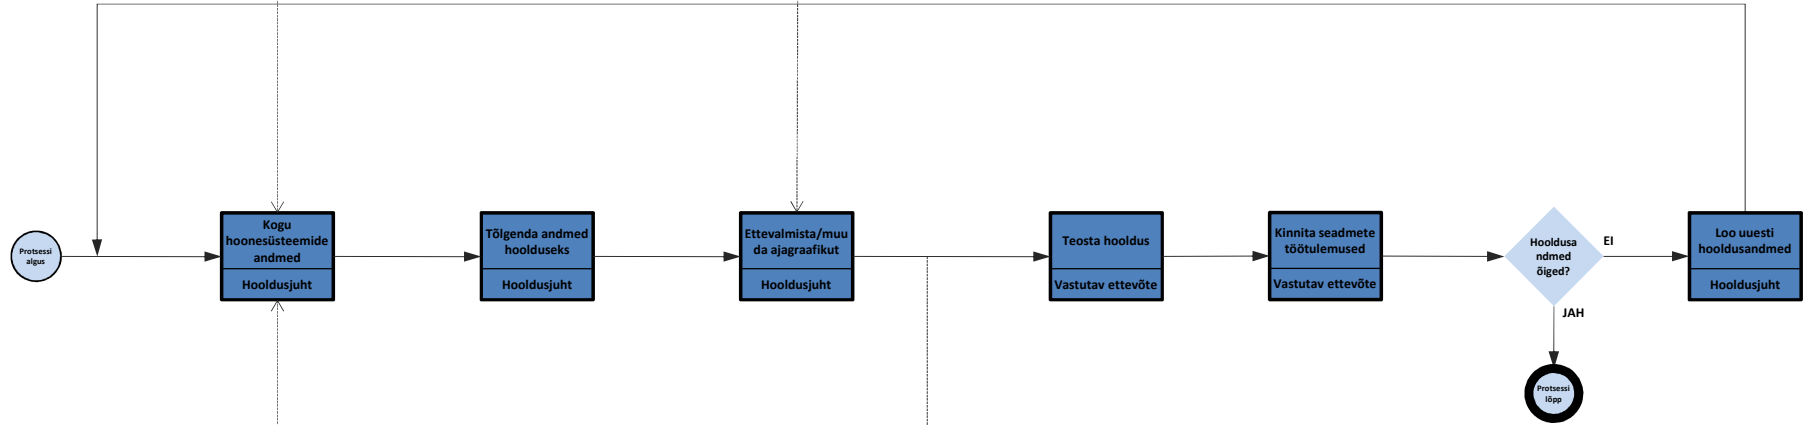 Protsessi
algus
Kogu
hoonesüsteemide
andmed
Hooldusjuht
Tõlgenda andmed
hoolduseks
Hooldusjuht
Ettevalmista/muu
da ajagraafikut
Hooldusjuht
Teosta hooldus
Vastutav ettevõte
Kinnita seadmete
töötulemused
Vastutav ettevõte
Hooldusa
ndmed
õiged?
EI
JAH
Protsessi
lõpp
Loo uuesti
hooldusandmed
Hooldusjuht